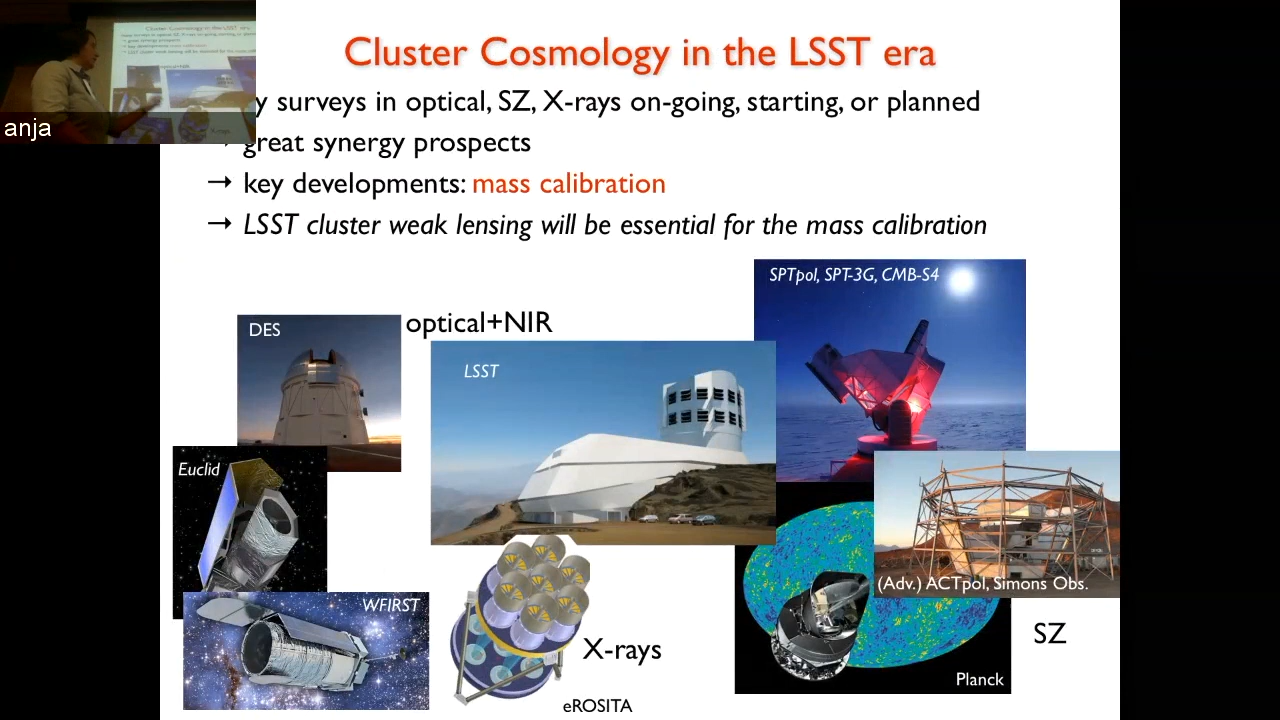 Cluster Cosmology in the LSST era
y surveys in optical, SZ, X-rays on-going, starting, or planned
anja
great synergy prospects
→ key developments: mass calibration
→ LSST cluster weak lensing will be essential for the mass calibration
SPTpol, SPT-3G, CMB-S4
DES
optical+NIR
LSST
Euclid
(Adv.) ACTpol, Simons Obs.
WFIRST
SZ
X-rays
Planck
eROSITA